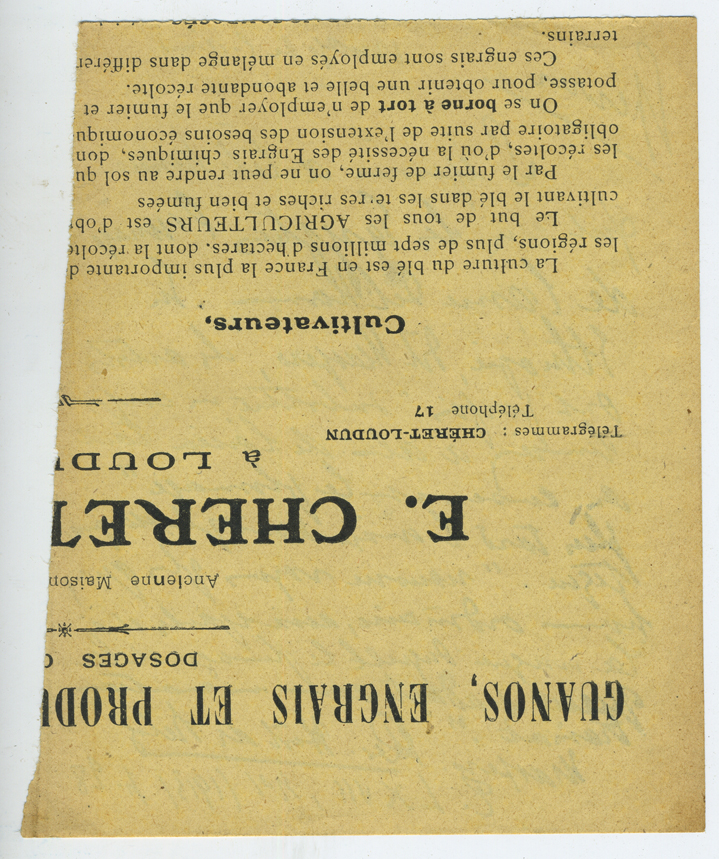 GUANOS, ENGRAIS ET PRODU
DOSAGES
Ancienne Maison
E. CHERET
à LOUDU
Télégrammes : CHÉRET-LOUDUN
Téléphone 17
Cultivateurs,
La culture du blé est en France la plus importante d
les régions, plus de sept millions d'hectares. dont la récolte
Le but de tous les AGRICULTEURS est d'obt
cultivant le blé dans les terres riches et bien fumées
Par le fumier de ferme, on ne peut rendre au sol qu
les récoltes, d'où la nécessité des Engrais chimiques, don
obligatoire par suite de l'extension des besoins économiqu
On se borne à tort de n'employer que le fumier et
potasse, pour obtenir une belle et abondante récolte.
Ces engrais sont employés en mélange dans différen
terrains.